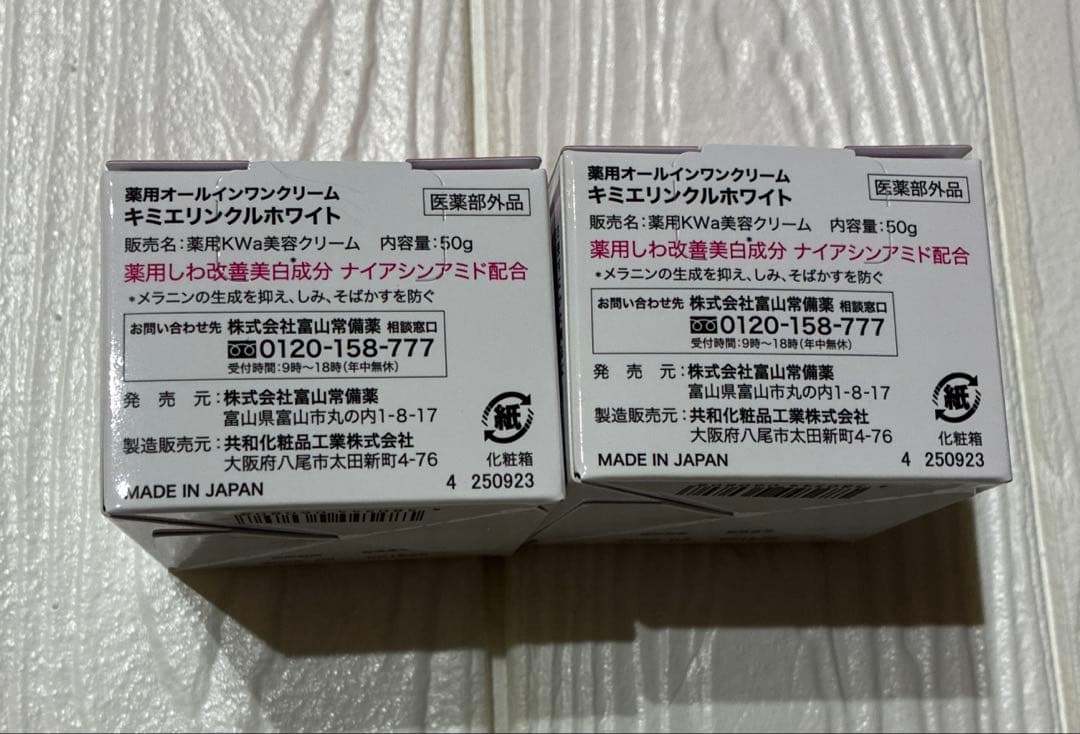 薬用オールインワンクリーム
キミエリンクルホワイト
医薬部外品
販売名:薬用KWa美容クリーム 内容量:50g
薬用しわ改善美白成分* ナイアシンアミド配合
*メラニンの生成を抑え、しみ、そばかすを防ぐ
お問い合わせ先 株式会社富山常備薬 相談窓口
0120-158-777
受付時間:9時〜18時(年中無休)
発売元:株式会社富山常備薬
富山県富山市丸の内1-8-17
製造販売元:共和化粧品工業株式会社
大阪府八尾市太田新町4-76
紙
化粧箱
MADE IN JAPAN
4 250923
薬用オールインワンクリーム
キミエリンクルホワイト
医薬部外品
販売名:薬用KWa美容クリーム 内容量:50g
薬用しわ改善美白成分* ナイアシンアミド配合
*メラニンの生成を抑え、しみ、そばかすを防ぐ
お問い合わせ先 株式会社富山常備薬 相談窓口
0120-158-777
受付時間:9時〜18時(年中無休)
発売元:株式会社富山常備薬
富山県富山市丸の内1-8-17
製造販売元:共和化粧品工業株式会社
大阪府八尾市太田新町4-76
紙
化粧箱
MADE IN JAPAN
4 250923